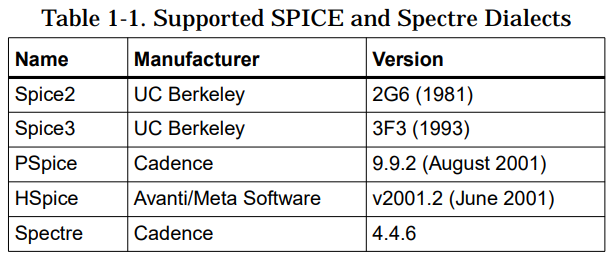 Table 1-1. Supported SPICE and Spectre Dialects
Name Manufacturer Version
Spice2 UC Berkeley 2G6 (1981)
Spice3 UC Berkeley 3F3 (1993)
PSpice Cadence 9.9.2 (August 2001)
HSpice Avanti/Meta Software v2001.2 (June 2001)
Spectre Cadence 4.4.6